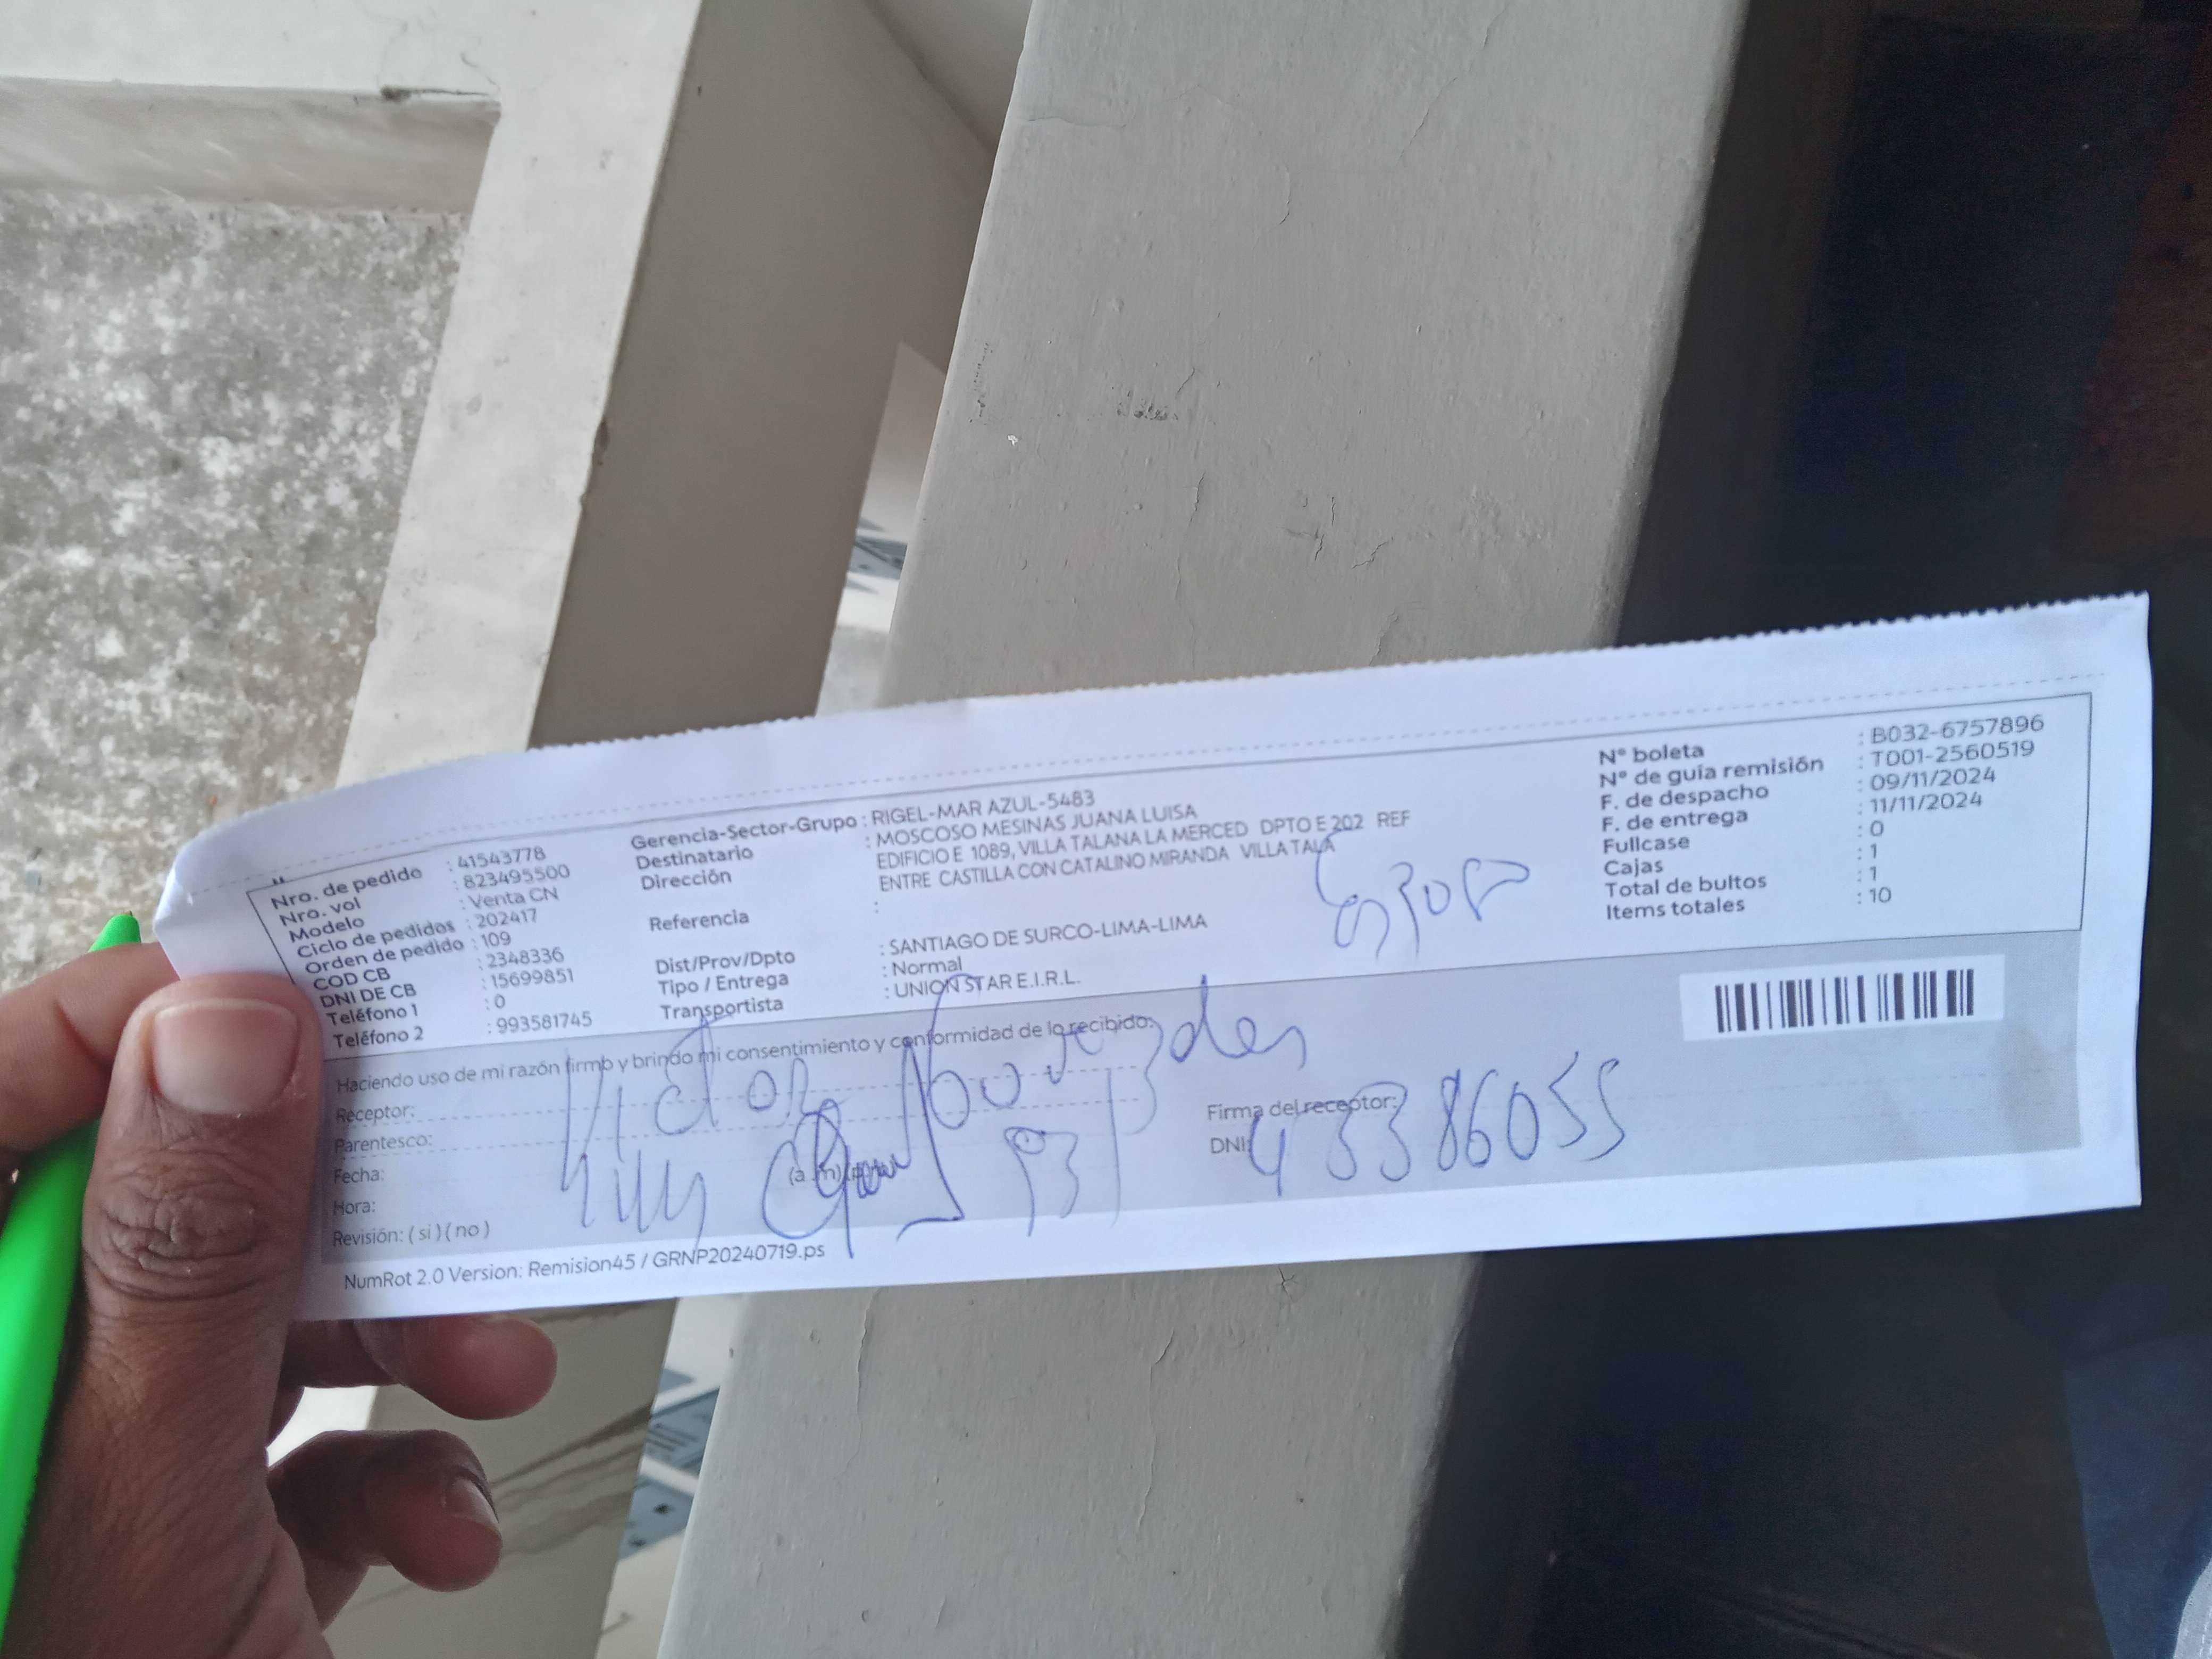 Nro. de pedido : 41543778
Nro. vol : 823495500
Modelo : Venta CN
Ciclo de pedidos : 202417
Orden de pedido : 109
COD CB : 2348336
DNI DE CB : 15699851
Teléfono 1 : 0
Teléfono 2 : 993581745
Gerencia-Sector-Grupo : RIGEL-MAR AZUL-5483
Destinatario : MOSCOSO MESINAS JUANA LUISA
Dirección EDIFICIO E 1089, VILLA TALANA LA MERCED DPTO E 202 REF
ENTRE CASTILLA CON CATALINO MIRANDA VILLA TALA
Referencia :
Dist/Prov/Dpto : SANTIAGO DE SURCO-LIMA-LIMA
Tipo / Entrega : Normal
Transportista : UNION STAR E.I.R.L.
N° boleta : B032-6757896
N° de guía remisión : T001-2560519
F. de despacho : 09/11/2024
F. de entrega : 11/11/2024
Fullcase : 0
Cajas : 1
Total de bultos : 1
Items totales : 10
Haciendo uso de mi razón firmo y brindo mi consentimiento y conformidad de lo recibido:
Receptor: Victor
Parentesco:
Fecha:
Hora: (a.m)
Revisión: ( si ) ( no )
Firma del receptor:
DNI: 43386055
NumRot 2.0 Version: Remision45 / GRNP20240719.ps